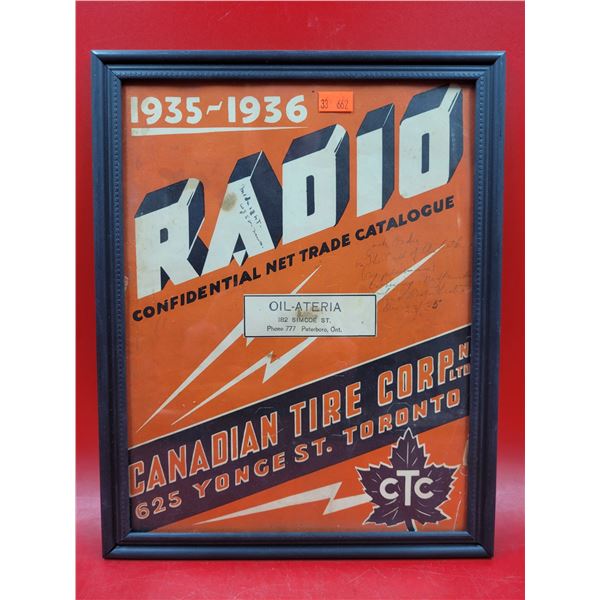 1935~1936
33 662
RADIO
CONFIDENTIAL NET TRADE CATALOGUE
OIL-ATERIA
182 SIMCOE ST.
Phone 777 Peterboro, Ont.
CANADIAN TIRE CORPN. LTD
625 YONGE ST. TORONTO
CTC